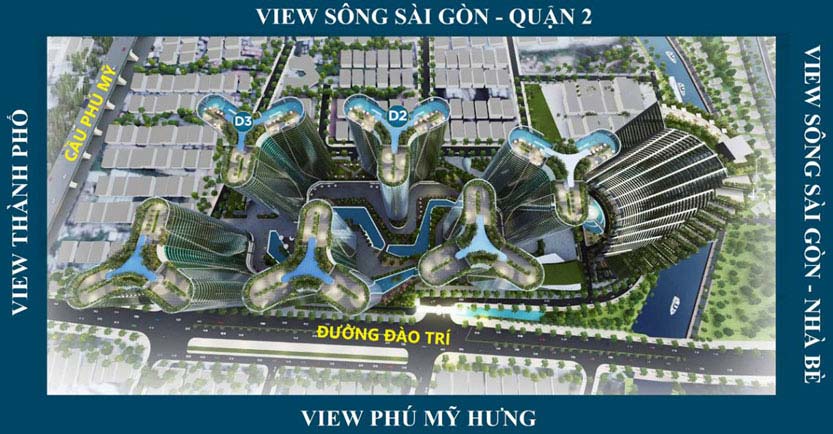 VIEW SÔNG SÀI GÒN - QUẬN 2
VIEW THÀNH PHỐ
CẦU PHÚ MỸ
D3
D2
VIEW SÔNG SÀI GÒN - NHÀ BÈ
ĐƯỜNG ĐÀO TRÍ
VIEW PHÚ MỸ HƯNG